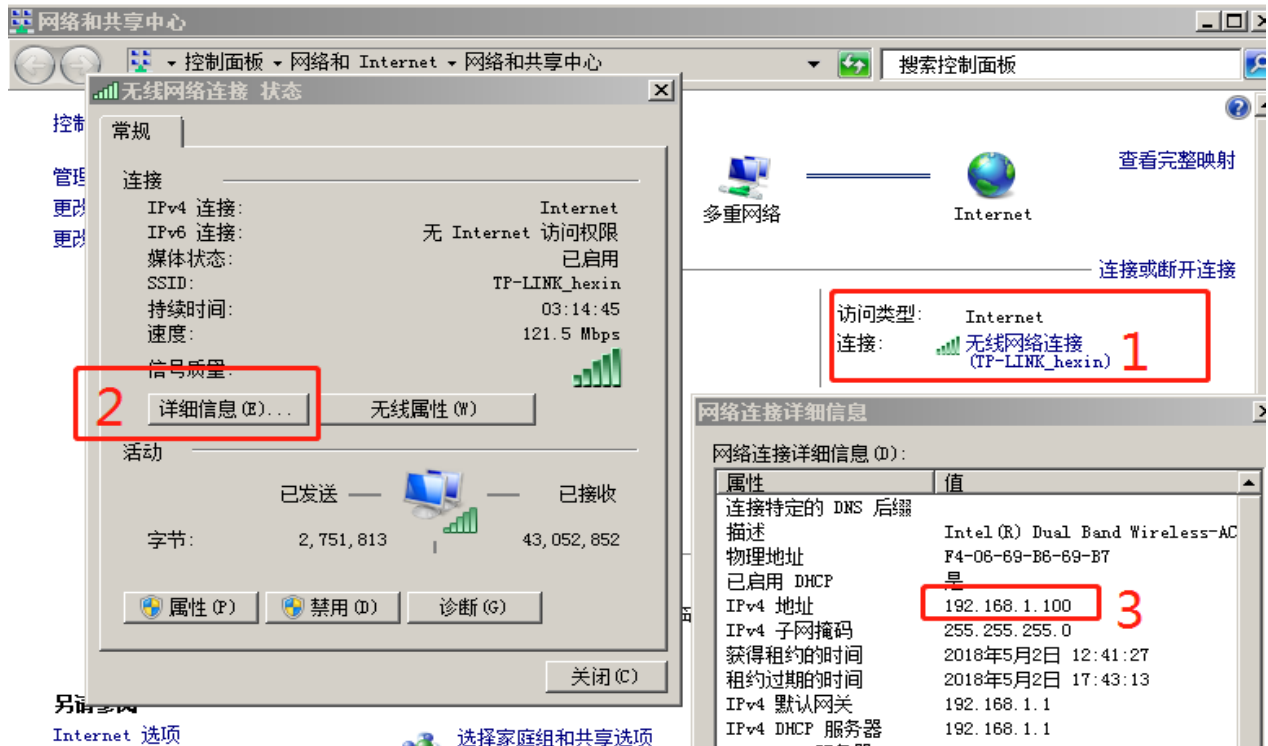 网络和共享中心
控制面板 网络和 Internet 网络和共享中心
搜索控制面板
无线网络连接 状态
常规
连接
IPv4 连接: Internet
IPv6 连接: 无 Internet 访问权限
媒体状态: 已启用
SSID: TP-LINK_hexin
持续时间: 03:14:45
速度: 121.5 Mbps
信号质量:
2
详细信息(E)... 无线属性(W)
活动
已发送 已接收
字节: 2,751,813 43,052,852
属性(P) 禁用(D) 诊断(G)
关闭(C)
控制
管理
更改
更改
Internet 选项
选择家庭组和共享选项
查看完整映射
多重网络 Internet
连接或断开连接
访问类型: Internet
连接: 无线网络连接
(TP-LINK_hexin)
1
网络连接详细信息
网络连接详细信息(D):
属性 值
连接特定的 DNS 后缀
描述 Intel(R) Dual Band Wireless-AC
物理地址 F4-06-69-B6-69-B7
已启用 DHCP 是
IPv4 地址 192.168.1.100
3
IPv4 子网掩码 255.255.255.0
获得租约的时间 2018年5月2日 12:41:27
租约过期的时间 2018年5月2日 17:43:13
IPv4 默认网关 192.168.1.1
IPv4 DHCP 服务器 192.168.1.1